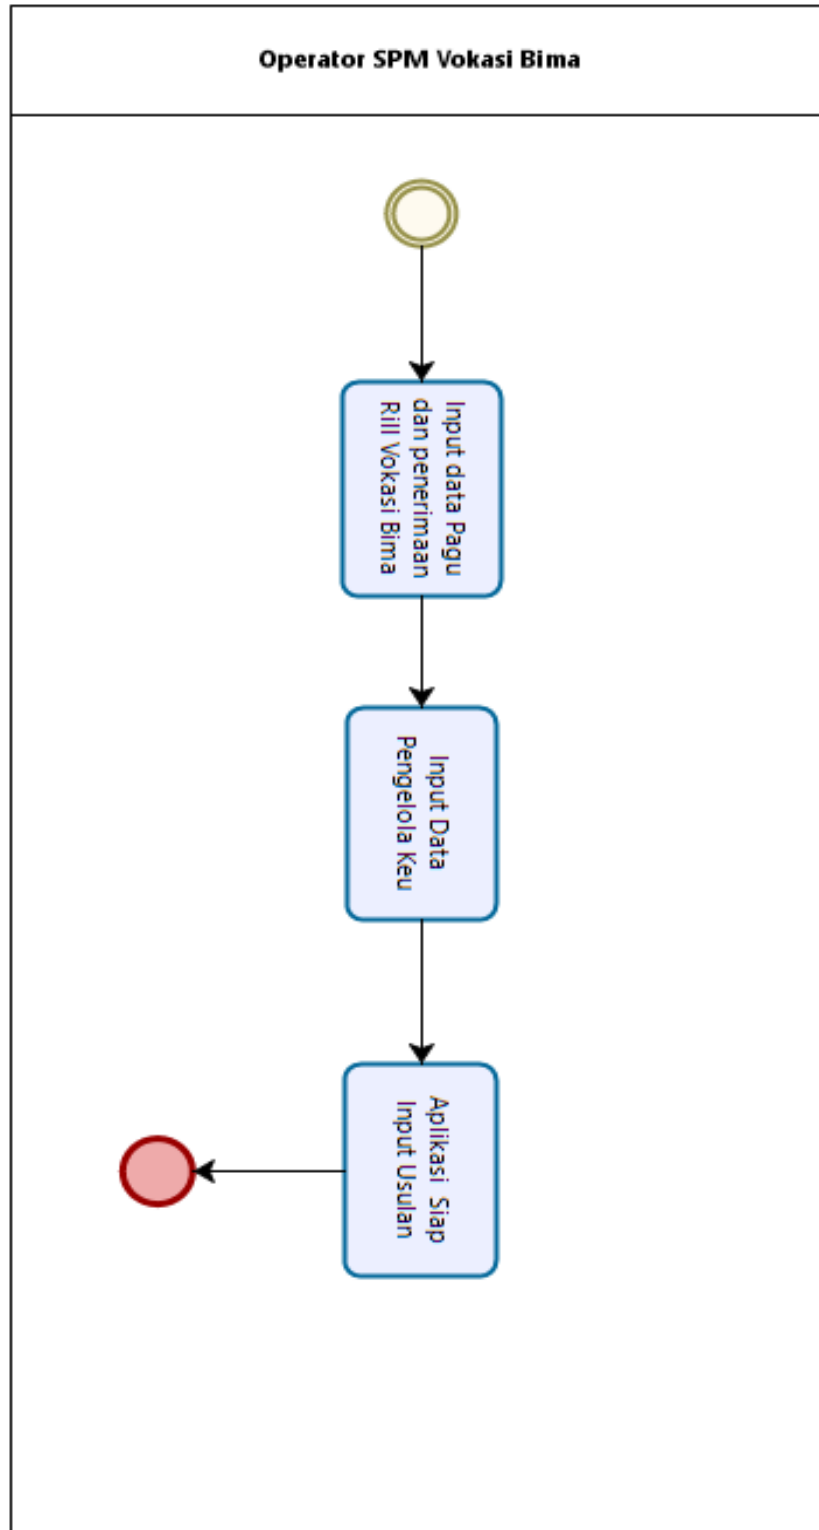 Operator SPM Vokasi Bima
Input data Pagu
dan penerimaan
Rill Vokasi Bima
Input Data
Pengelola Keu
Aplikasi Siap
Input Usulan